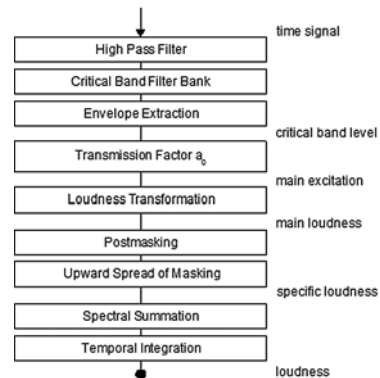 time signal
High Pass Filter
Critical Band Filter Bank
Envelope Extraction
critical band level
Transmission Factor a₀
main excitation
Loudness Transformation
main loudness
Postmasking
Upward Spread of Masking
specific loudness
Spectral Summation
Temporal Integration
loudness